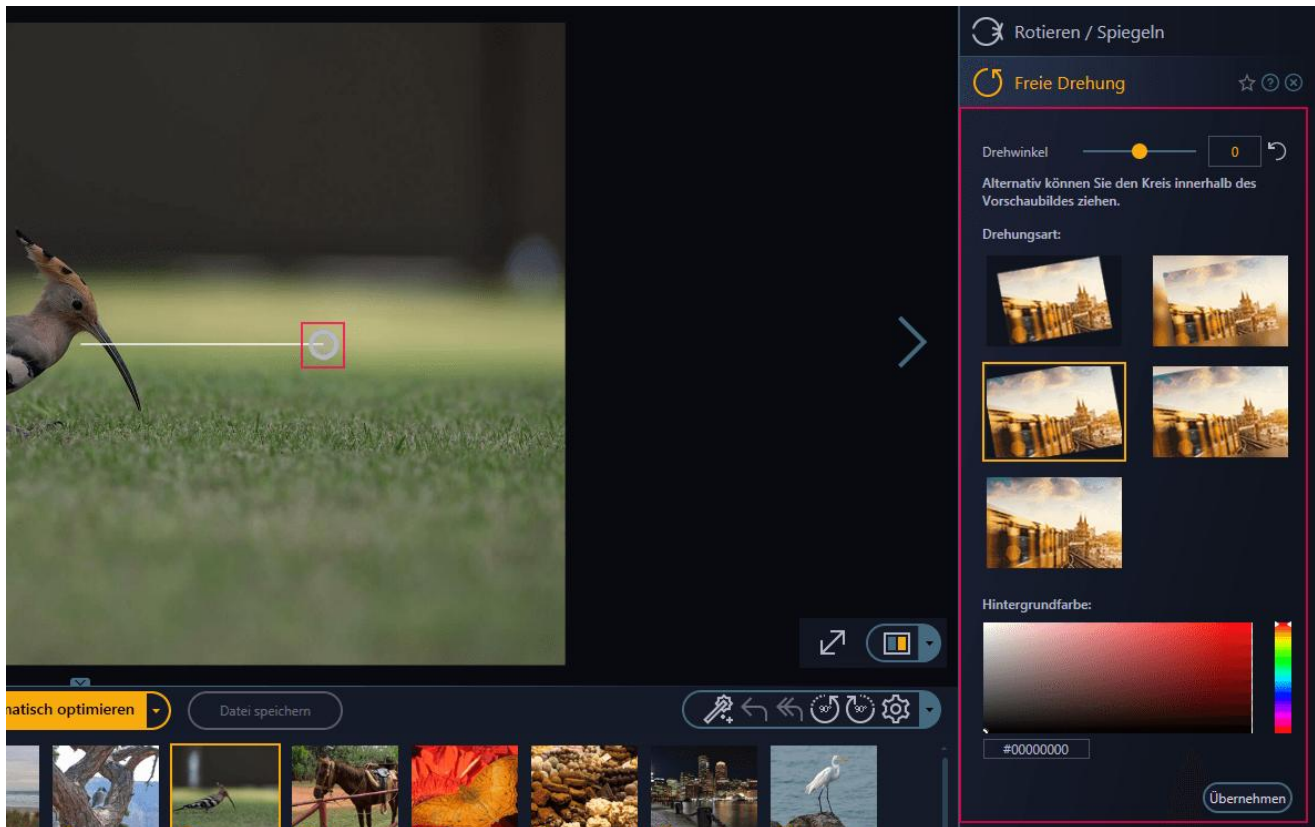 Rotieren / Spiegeln
Freie Drehung
Drehwinkel
0
Alternativ können Sie den Kreis innerhalb des
Vorschaubildes ziehen.
Drehungsart:
Hintergrundfarbe:
#00000000
Übernehmen
matisch optimieren
Datei speichern
90°
90°